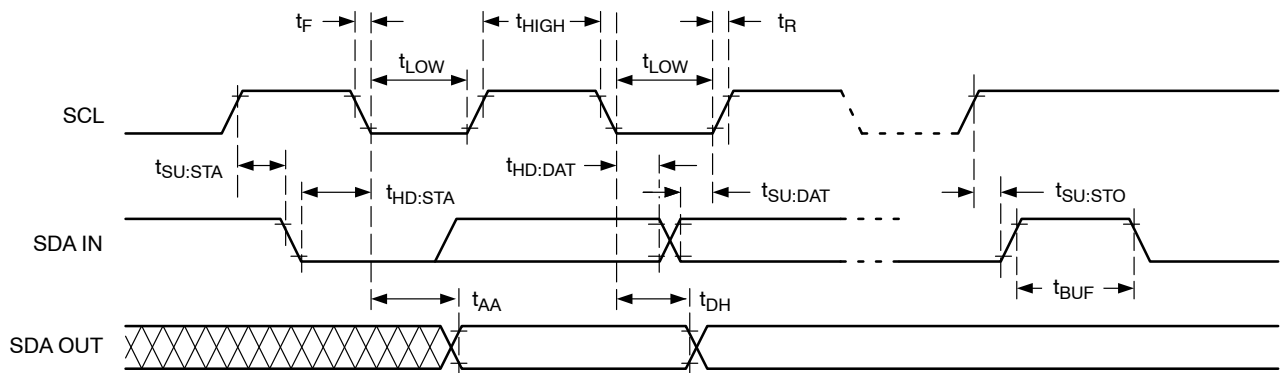 tF
tHIGH
tR
tLOW
tLOW
SCL
tSU:STA
tHD:STA
tHD:DAT
tSU:DAT
tSU:STO
SDA IN
tBUF
tAA
tDH
SDA OUT